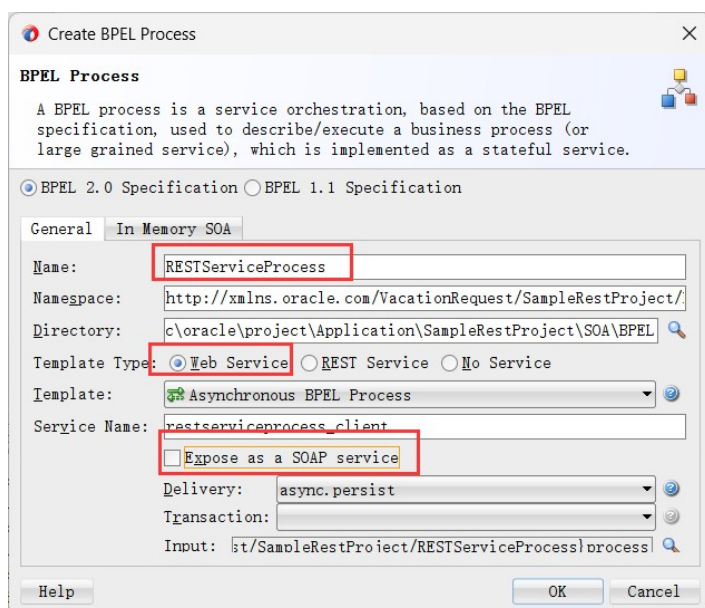 Create BPEL Process
BPEL Process
A BPEL process is a service orchestration, based on the BPEL
specification, used to describe/execute a business process (or
large grained service), which is implemented as a stateful service.
BPEL 2.0 Specification BPEL 1.1 Specification
General In Memory SOA
Name: RESTServiceProcess
Namespace: http://xmlns.oracle.com/VacationRequest/SampleRestProject/
Directory: c\oracle\project\Application\SampleRestProject\SOA\BPEL
Template Type: Web Service REST Service No Service
Template: Asynchronous BPEL Process
Service Name: restserviceprocess_client
Expose as a SOAP service
Delivery: async.persist
Transaction:
Input: st/SampleRestProject/RESTServiceProcess}process
Help OK Cancel